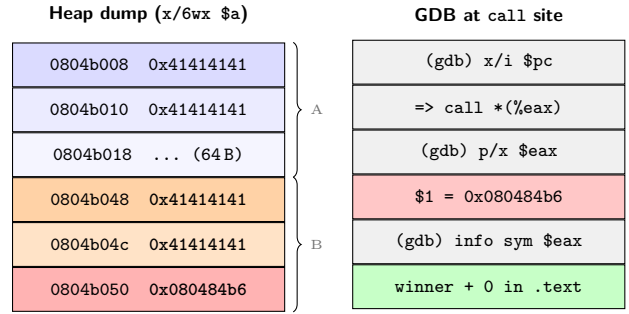 Heap dump (x/6wx $a)
0804b008 0x41414141
0804b010 0x41414141
0804b018 ... (64 B)
A
0804b048 0x41414141
0804b04c 0x41414141
0804b050 0x080484b6
B
GDB at call site
(gdb) x/i $pc
=> call *(%eax)
(gdb) p/x $eax
$1 = 0x080484b6
(gdb) info sym $eax
winner + 0 in .text